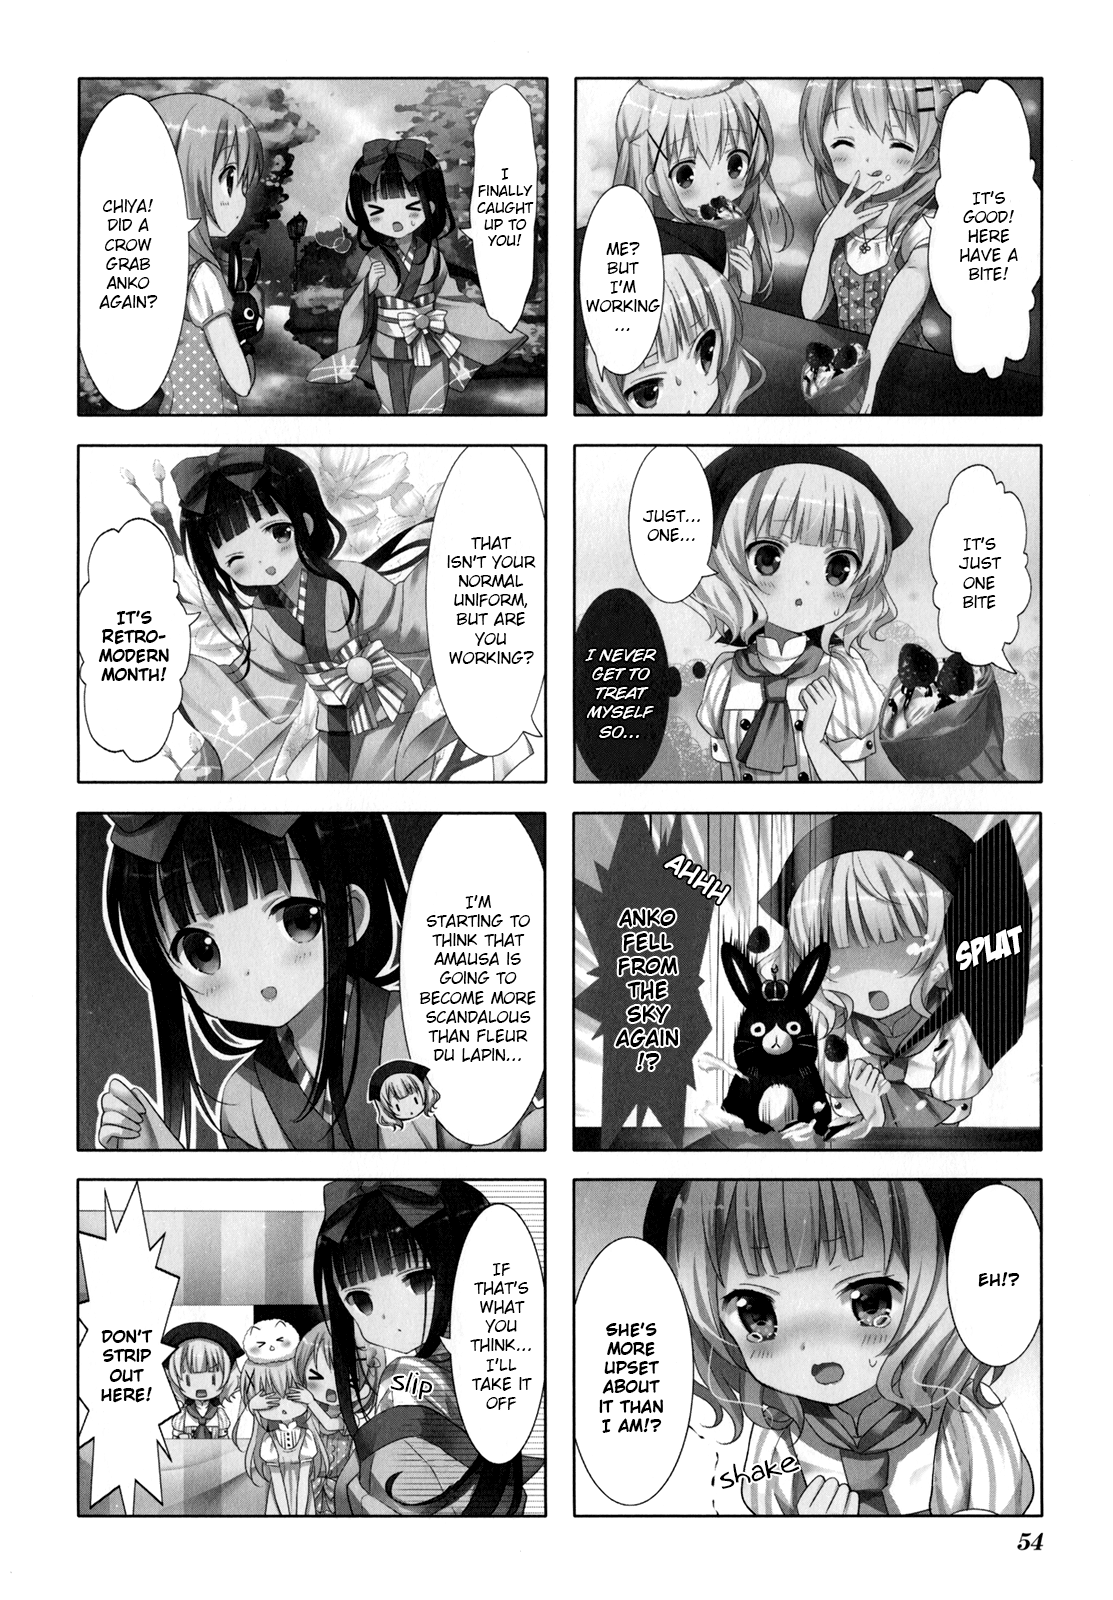 IT'S
GOOD!
HERE
HAVE A
BITE!
ME?
BUT
I'M
WORKING
...
IT'S
JUST
ONE
BITE
JUST...
ONE...
I NEVER
GET TO
TREAT
MYSELF
SO...
SPLAT
AHHH
ANKO
FELL
FROM
THE
SKY
AGAIN
!?
EH!?
SHE'S
MORE
UPSET
ABOUT
IT THAN
I AM!?
shake
I
FINALLY
CAUGHT
UP TO
YOU!
CHIYA!
DID A
CROW
GRAB
ANKO
AGAIN?
THAT
ISN'T YOUR
NORMAL
UNIFORM,
BUT ARE
YOU
WORKING?
IT'S
RETRO-
MODERN
MONTH!
I'M
STARTING TO
THINK THAT
AMAUSA IS
GOING TO
BECOME MORE
SCANDALOUS
THAN FLEUR
DU LAPIN...
IF
THAT'S
WHAT
YOU
THINK...
I'LL
TAKE IT
OFF
slip
DON'T
STRIP
OUT
HERE!
54